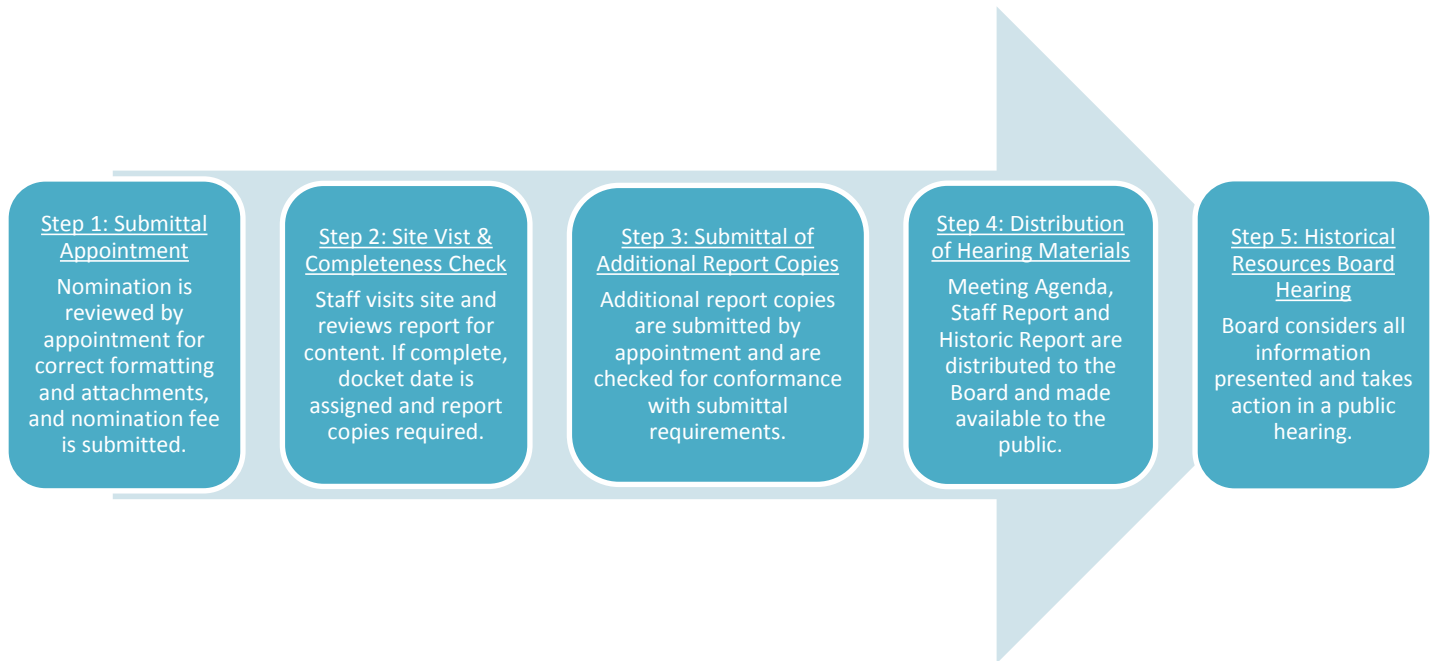 Step 1: Submittal
Appointment
Nomination is
reviewed by
appointment for
correct formatting
and attachments,
and nomination fee
is submitted.
Step 2: Site Vist &
Completeness Check
Staff visits site and
reviews report for
content. If complete,
docket date is
assigned and report
copies required.
Step 3: Submittal of
Additional Report Copies
Additional report copies
are submitted by
appointment and are
checked for conformance
with submittal
requirements.
Step 4: Distribution
of Hearing Materials
Meeting Agenda,
Staff Report and
Historic Report are
distributed to the
Board and made
available to the
public.
Step 5: Historical
Resources Board
Hearing
Board considers all
information
presented and takes
action in a public
hearing.